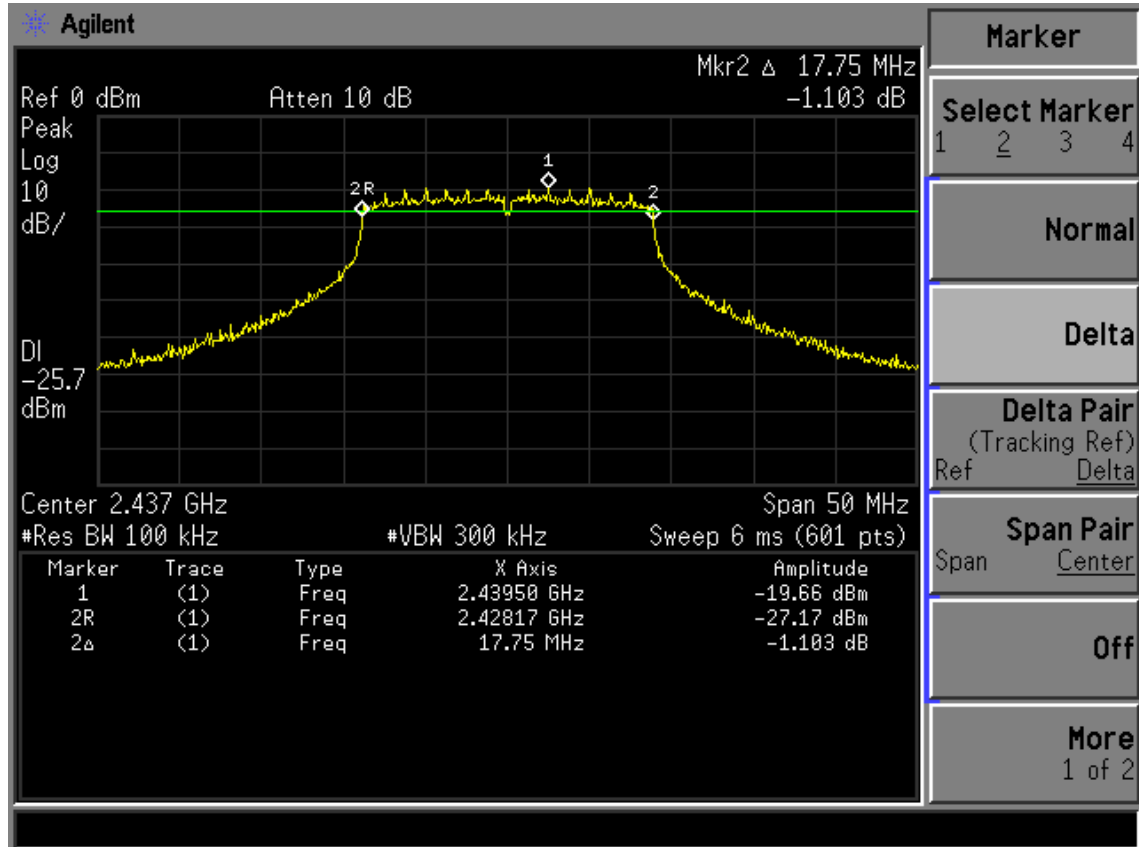 Agilent
Mkr2 Δ 17.75 MHz
Ref 0 dBm Atten 10 dB -1.103 dB
Peak
Log
10
dB/
2R
1
2
DI
-25.7
dBm
Center 2.437 GHz Span 50 MHz
#Res BW 100 kHz #VBW 300 kHz Sweep 6 ms (601 pts)
Marker Trace Type X Axis Amplitude
1 (1) Freq 2.43950 GHz -19.66 dBm
2R (1) Freq 2.42817 GHz -27.17 dBm
2Δ (1) Freq 17.75 MHz -1.103 dB
Marker
Select Marker
1 2 3 4
Normal
Delta
Delta Pair
(Tracking Ref)
Ref Delta
Span Pair
Span Center
Off
More
1 of 2